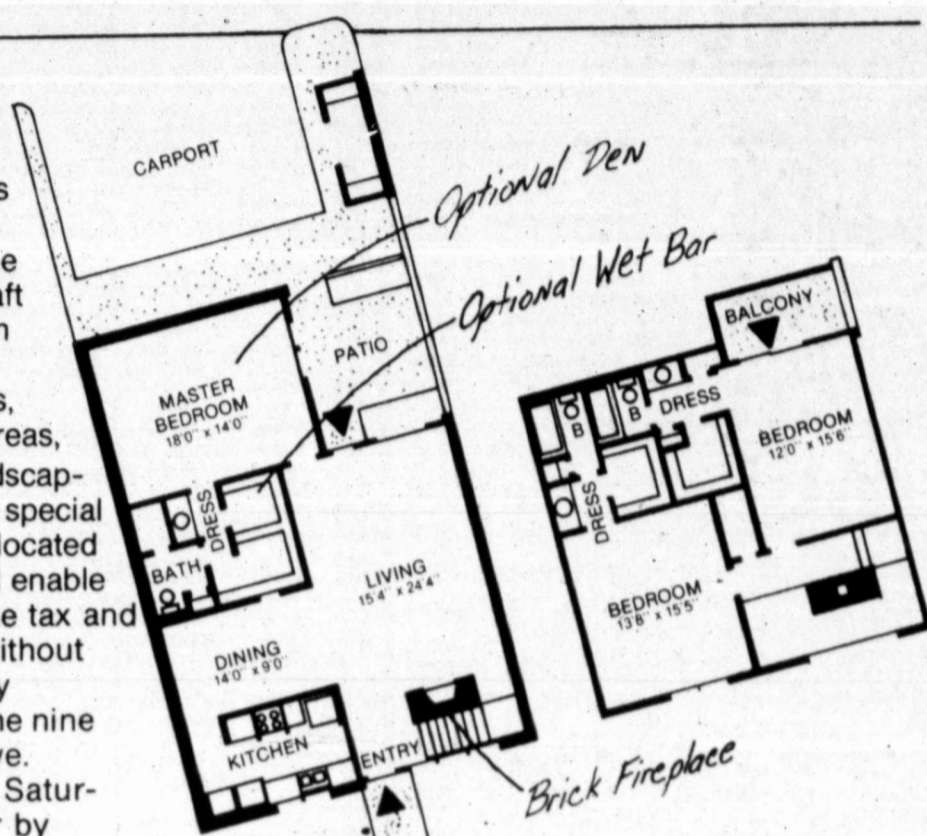 s
e
aft
n
s,
reas,
dscap-
special
located
enable
e tax and
ithout
y
he nine
ve.
Satur-
r by
CARPORT
Optional Den
Optional Wet Bar
PATIO
MASTER
BEDROOM
18'0" x 14'0"
DRESS
BATH
LIVING
15'4" x 24'4"
DINING
14'0" x 9'0"
KITCHEN
ENTRY
Brick Fireplace
BALCONY
B
B
DRESS
BEDROOM
12'0" x 15'6"
DRESS
BEDROOM
13'8" x 15'5"